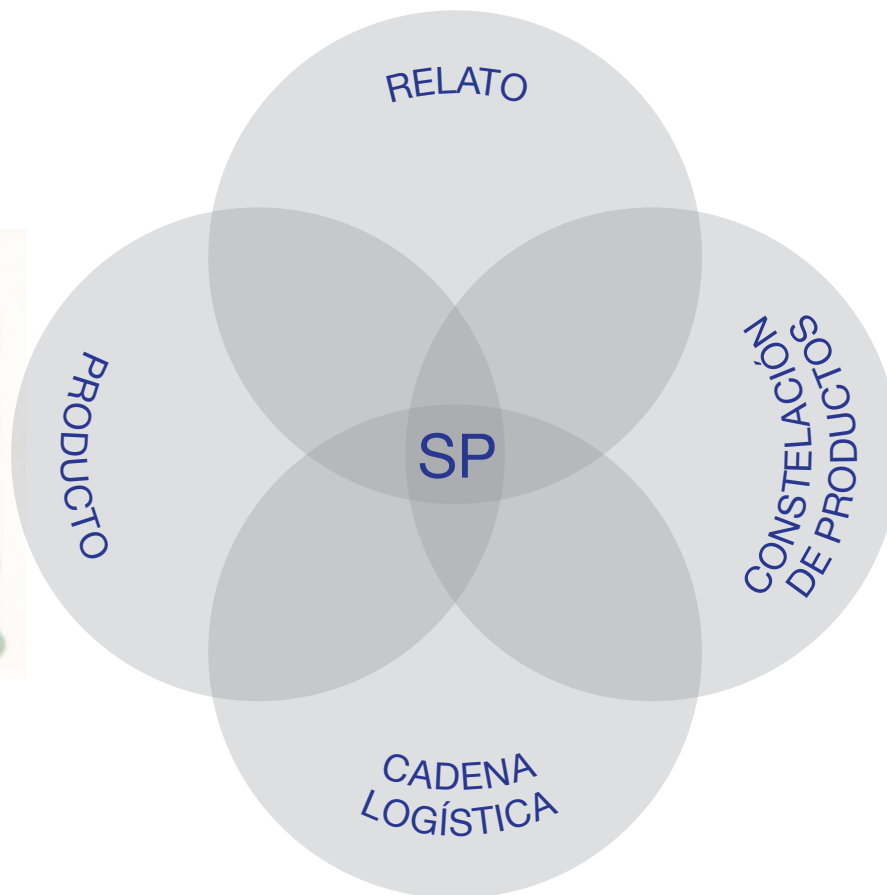 RELATO
PRODUCTO
SP
CONSTELACIÓN
DE PRODUCTOS
CADENA
LOGÍSTICA